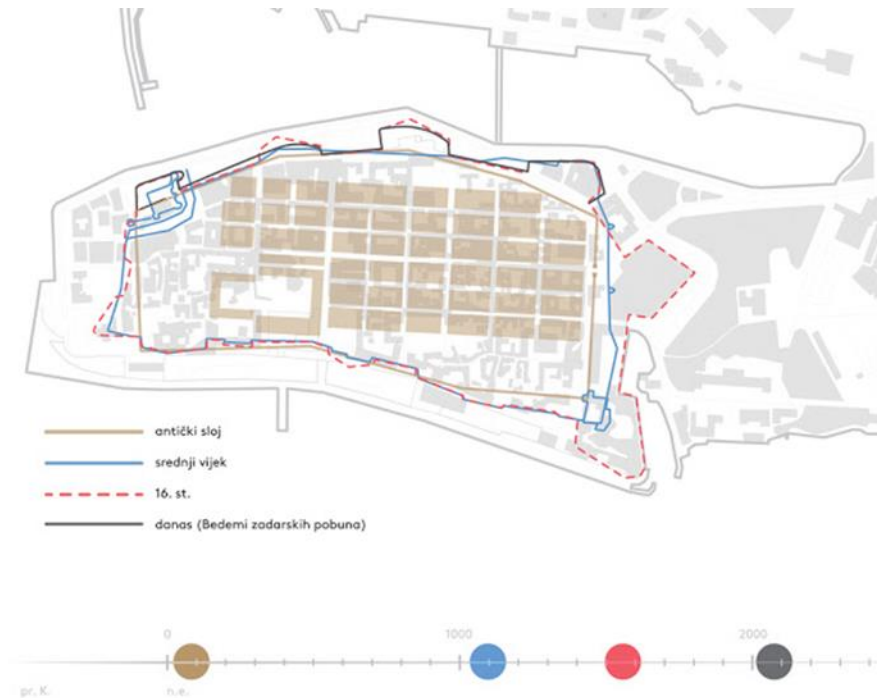 antički sloj
srednji vijek
16. st.
danas (Bedemi zadarskih pobuna)
0
1000
2000
pr. K.
n.e.